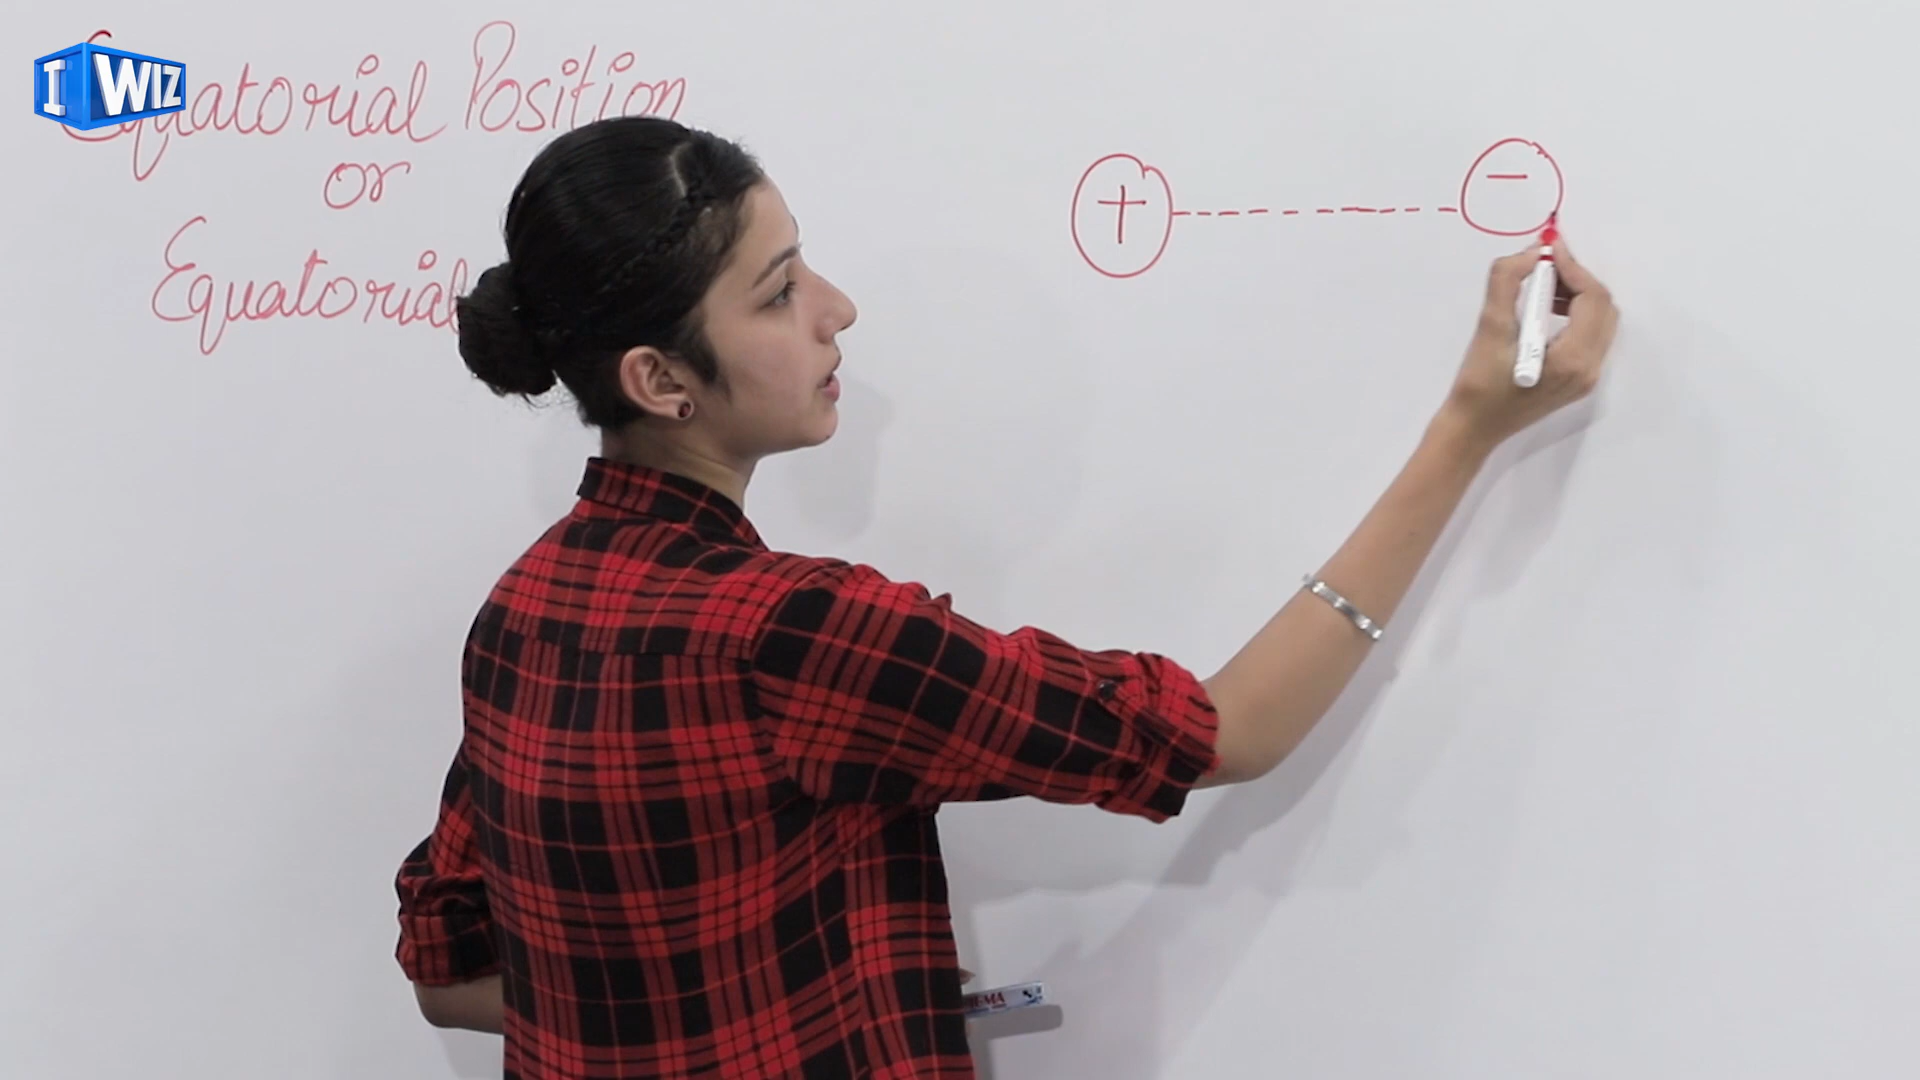 I WIZ
Equatorial Position
or
Equatorial
+ -